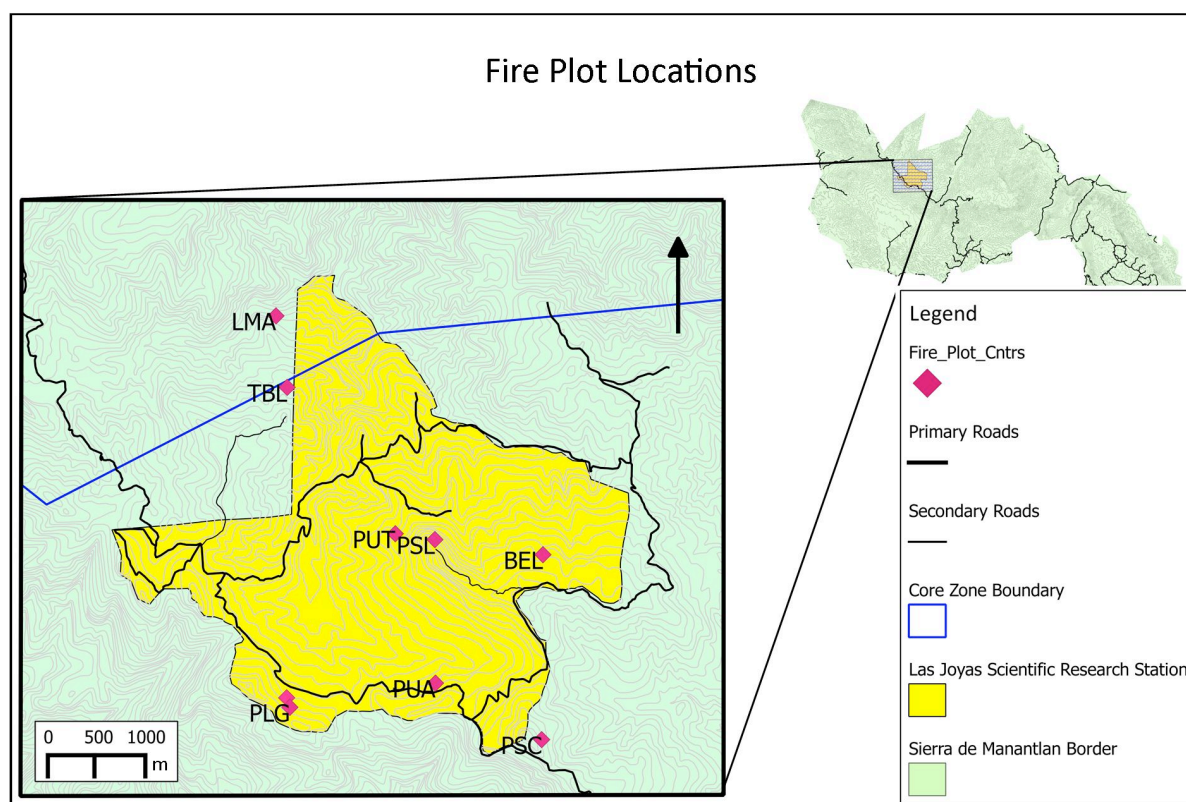 Fire Plot Locations
LMA
TBL
PUT
PSL
BEL
PUA
PLG
PSC
0 500 1000
m
Legend
Fire_Plot_Cntrs
Primary Roads
Secondary Roads
Core Zone Boundary
Las Joyas Scientific Research Station
Sierra de Manantlan Border